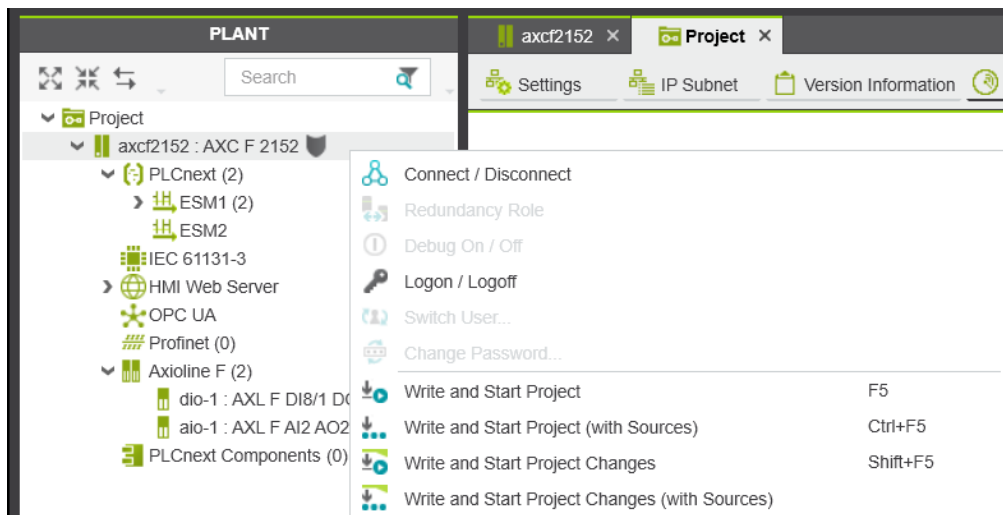 PLANT
axcf2152
Project
Search
Settings
IP Subnet
Version Information
Project
axcf2152 : AXC F 2152
PLCnext (2)
ESM1 (2)
ESM2
IEC 61131-3
HMI Web Server
OPC UA
Profinet (0)
Axioline F (2)
dio-1 : AXL F DI8/1 DO
aio-1 : AXL F AI2 AO2
PLCnext Components (0)
Connect / Disconnect
Redundancy Role
Debug On / Off
Logon / Logoff
Switch User...
Change Password...
Write and Start Project F5
Write and Start Project (with Sources) Ctrl+F5
Write and Start Project Changes Shift+F5
Write and Start Project Changes (with Sources)